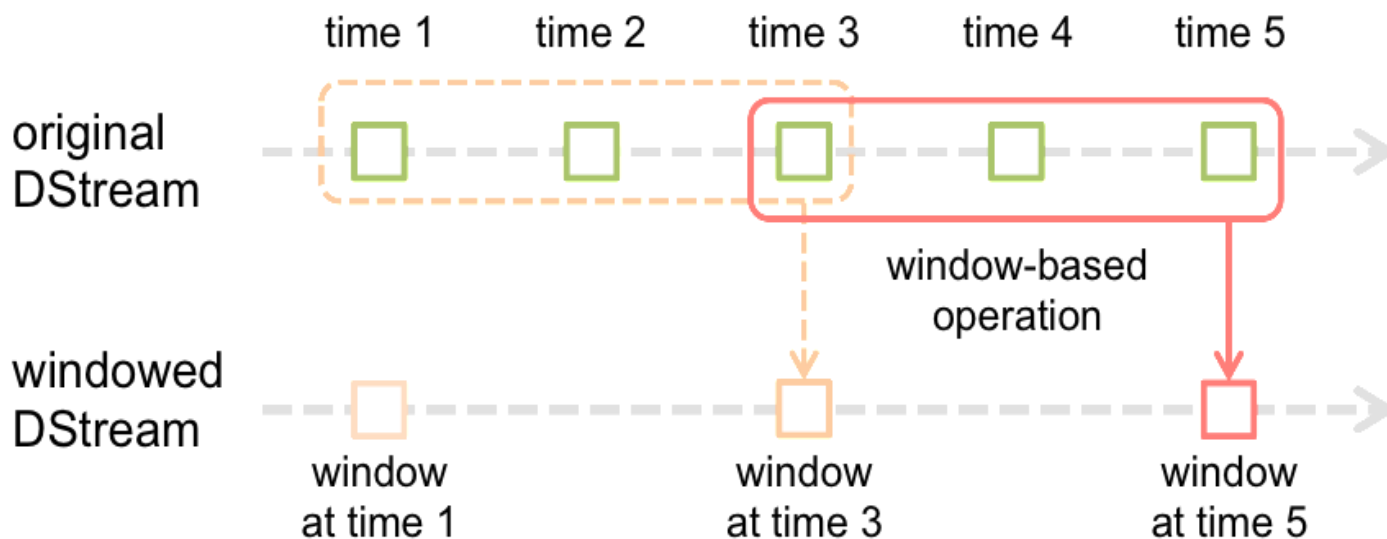 time 1
time 2
time 3
time 4
time 5
original
DStream
window-based
operation
windowed
DStream
window
at time 1
window
at time 3
window
at time 5